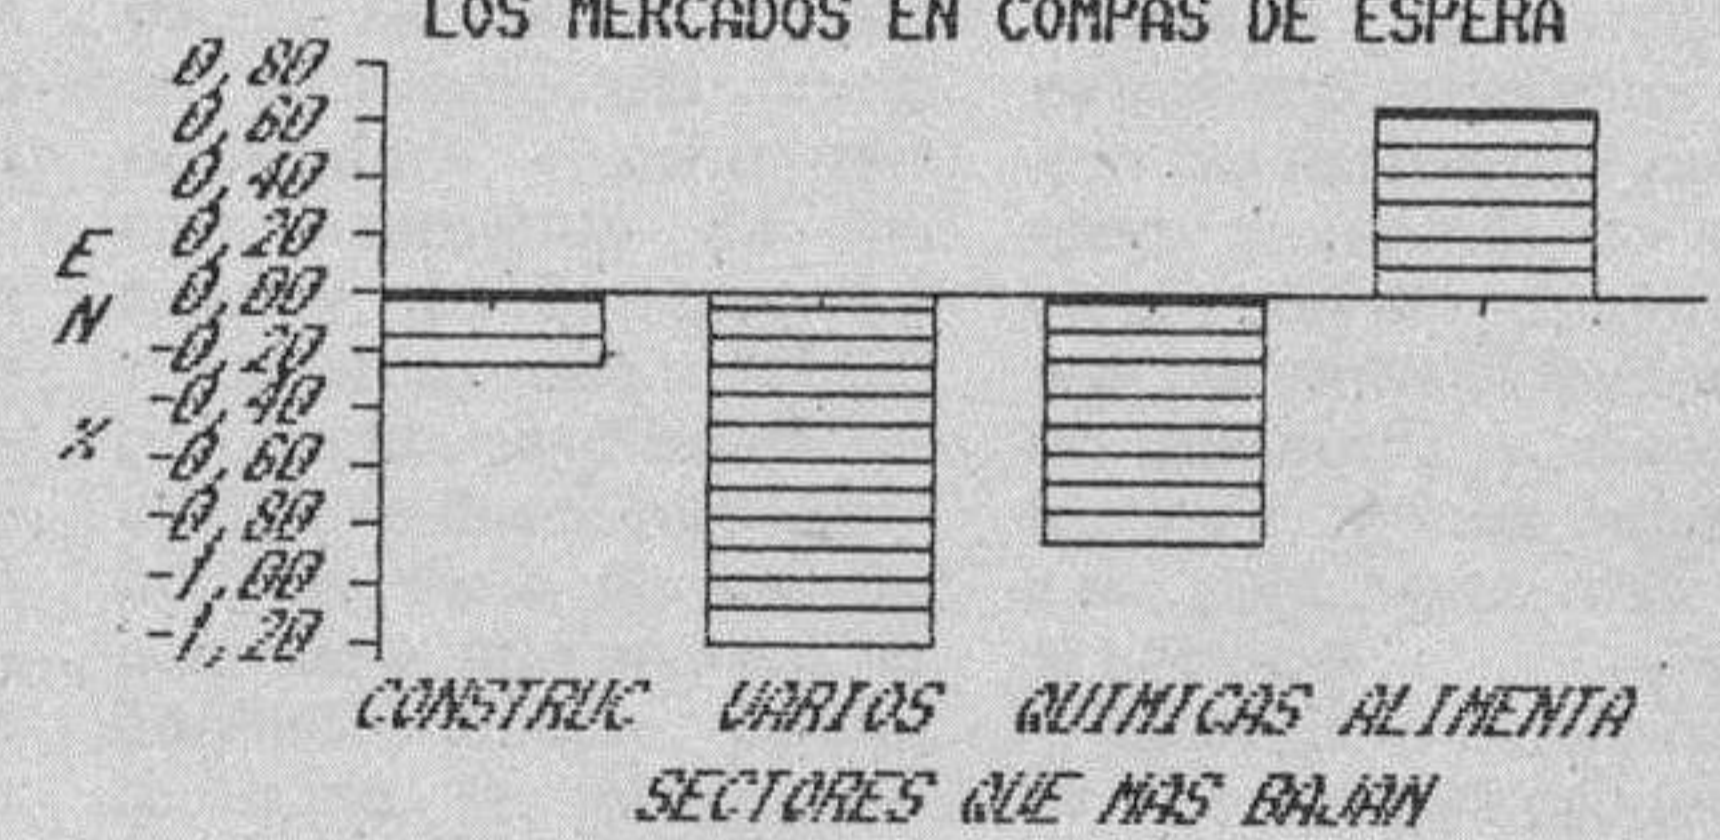 LOS MERCADOS EN COMPAS DE ESPERA
0,80
0,60
0,40
0,20
0,00
-0,20
-0,40
-0,60
-0,80
-1,00
-1,20
EN %
CONSTRUC VARIOS QUIMICAS ALIMENTA
SECTORES QUE MAS BAJAN